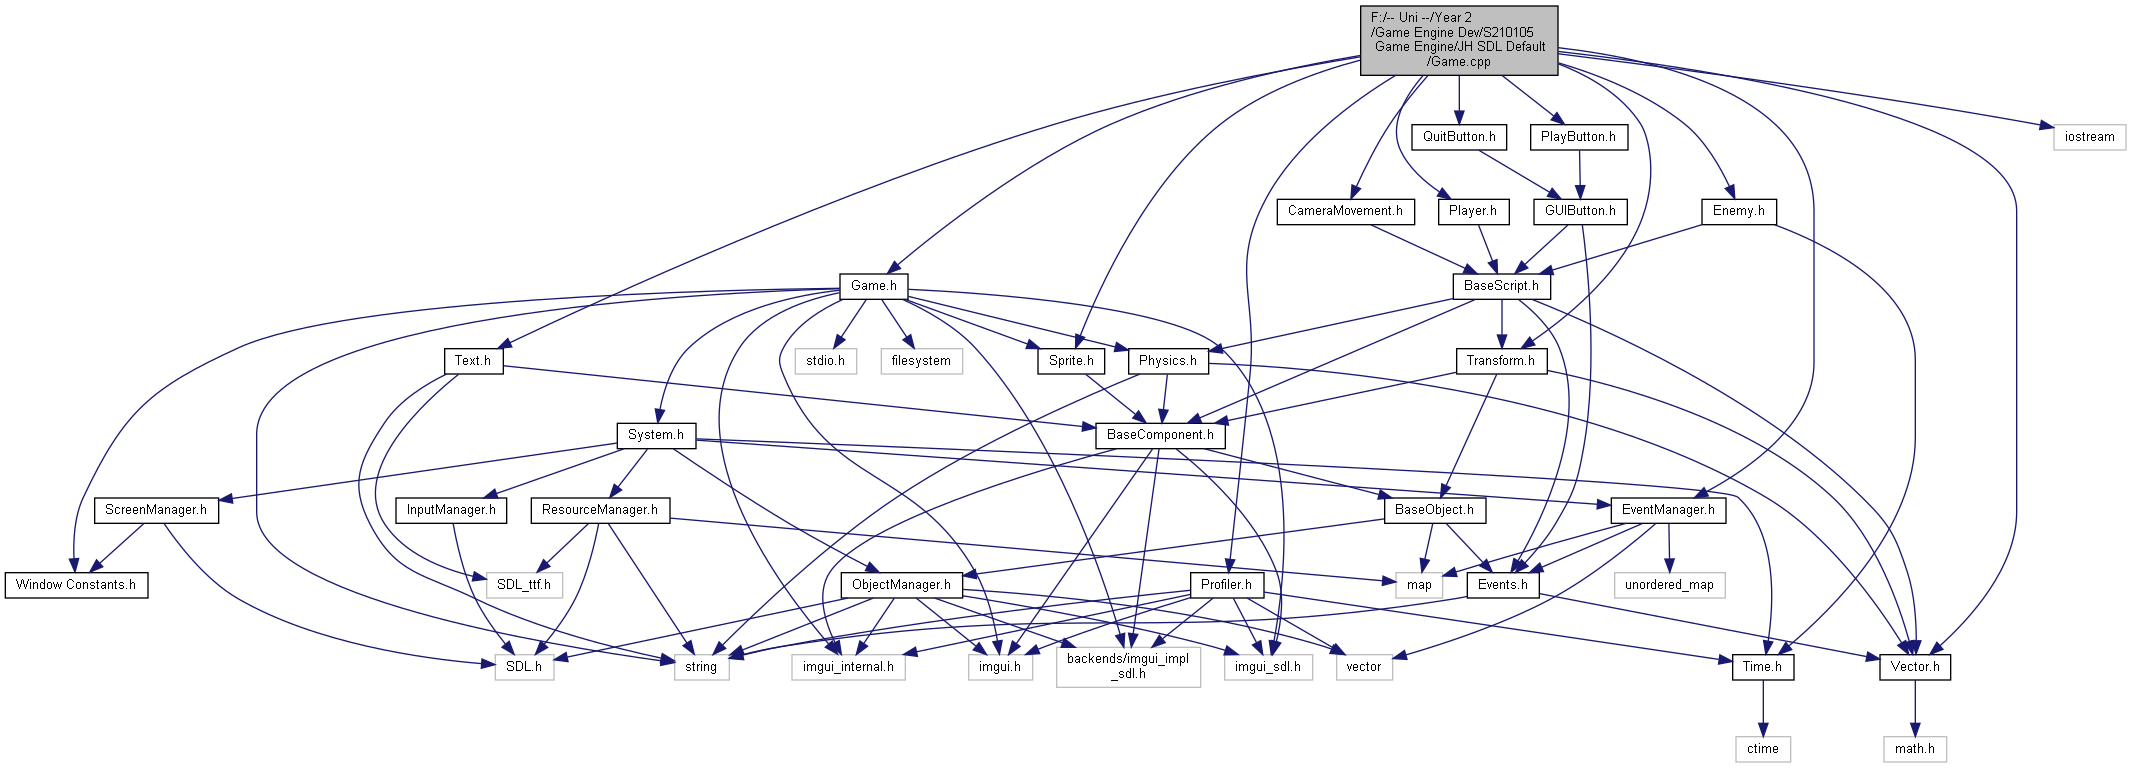 F:/-- Uni --/Year 2
/Game Engine Dev/S210105
Game Engine/JH SDL Default
/Game.cpp
QuitButton.h
PlayButton.h
iostream
CameraMovement.h
Player.h
GUIButton.h
Enemy.h
Game.h
BaseScript.h
Text.h
stdio.h
filesystem
Sprite.h
Physics.h
Transform.h
System.h
BaseComponent.h
ScreenManager.h
InputManager.h
ResourceManager.h
BaseObject.h
EventManager.h
Window Constants.h
SDL_ttf.h
ObjectManager.h
Profiler.h
map
Events.h
unordered_map
SDL.h
string
imgui_internal.h
imgui.h
backends/imgui_impl
_sdl.h
imgui_sdl.h
vector
Time.h
Vector.h
ctime
math.h